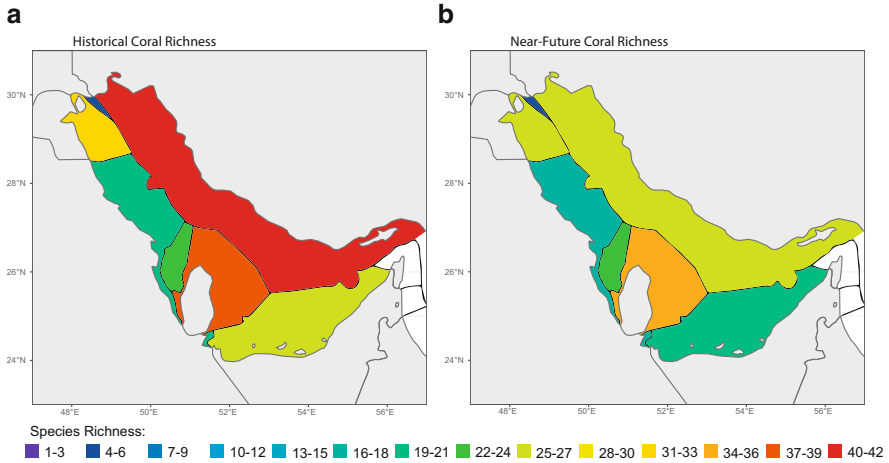 a
b
Historical Coral Richness
Near-Future Coral Richness
30°N
28°N
26°N
24°N
48°E 50°E 52°E 54°E 56°E
30°N
28°N
26°N
24°N
48°E 50°E 52°E 54°E 56°E
Species Richness:
1-3 4-6 7-9 10-12 13-15 16-18 19-21 22-24 25-27 28-30 31-33 34-36 37-39 40-42